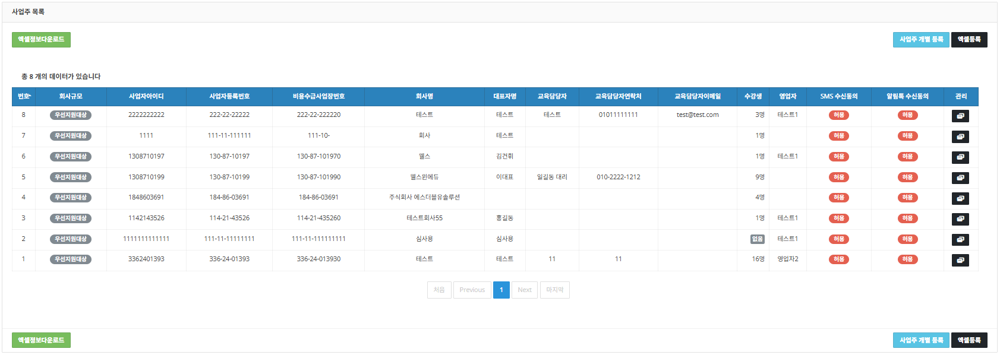 사업주 목록
엑셀정보다운로드 사업주 개별 등록 엑셀등록
총 8 개의 데이터가 있습니다
번호 회사규모 사업자아이디 사업자등록번호 비용수급사업장번호 회사명 대표자명 교육담당자 교육담당자연락처 교육담당자이메일 수강생 영업자 SMS 수신동의 알림톡 수신동의 관리
8 우선지원대상 2222222222 222-22-22222 222-22-222220 테스트 테스트 테스트 01011111111 test@test.com 3명 테스트1 허용 허용
7 우선지원대상 1111 111-11-111111 111-10- 회사 테스트 1명 허용 허용
6 우선지원대상 1308710197 130-87-10197 130-87-101970 웰스 김건휘 1명 테스트1 허용 허용
5 우선지원대상 1308710199 130-87-10199 130-87-101990 웰스윈에듀 이대표 일길동 대리 010-2222-1212 9명 허용 허용
4 우선지원대상 1848603691 184-86-03691 184-86-03691 주식회사 에스더블유솔루션 4명 허용 허용
3 우선지원대상 1142143526 114-21-43526 114-21-435260 테스트회사55 홍길동 1명 테스트1 허용 허용
2 우선지원대상 1111111111111 111-11-11111111 111-11-111111111 심사용 심사용 없음 테스트1 허용 허용
1 우선지원대상 3362401393 336-24-01393 336-24-013930 테스트 테스트 11 11 16명 영업자2 허용 허용
처음 Previous 1 Next 마지막
엑셀정보다운로드 사업주 개별 등록 엑셀등록